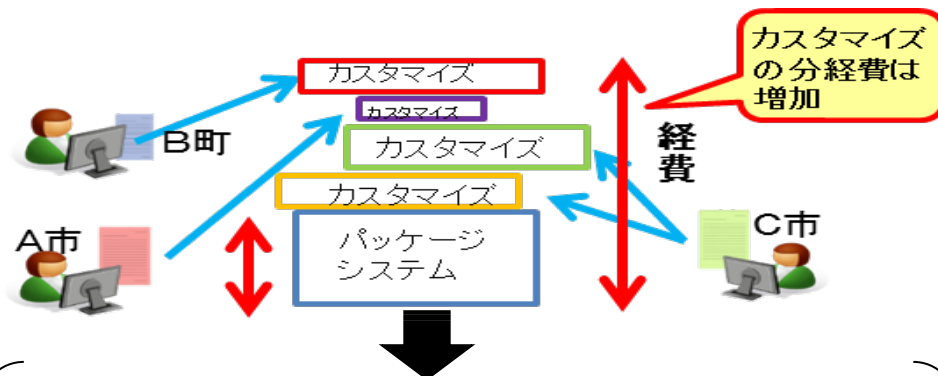 カスタマイズ
の分経費は
増加
カスタマイズ
カスタマイズ
B町
カスタマイズ
経費
カスタマイズ
A市
パッケージ
システム
C市